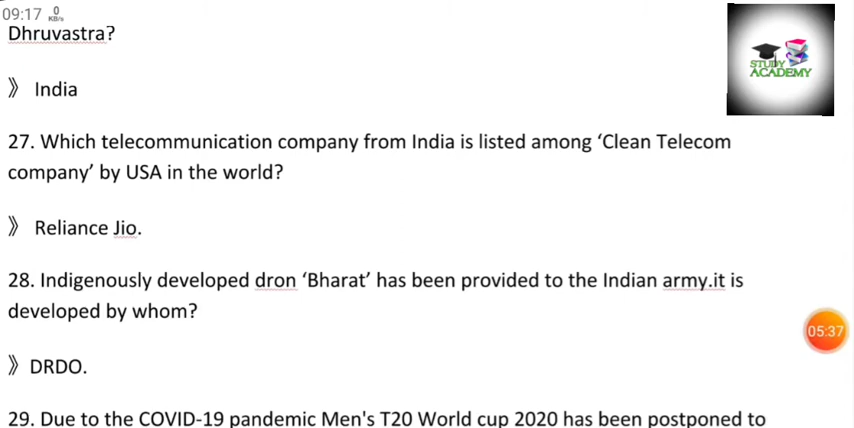 09:17 0 KB/s
Dhruvastra?
STUDY
ACADEMY
》 India
27. Which telecommunication company from India is listed among ‘Clean Telecom
company’ by USA in the world?
》 Reliance Jio.
28. Indigenously developed dron ‘Bharat’ has been provided to the Indian army.it is
developed by whom?
05:37
》 DRDO.
29. Due to the COVID-19 pandemic Men's T20 World cup 2020 has been postponed to